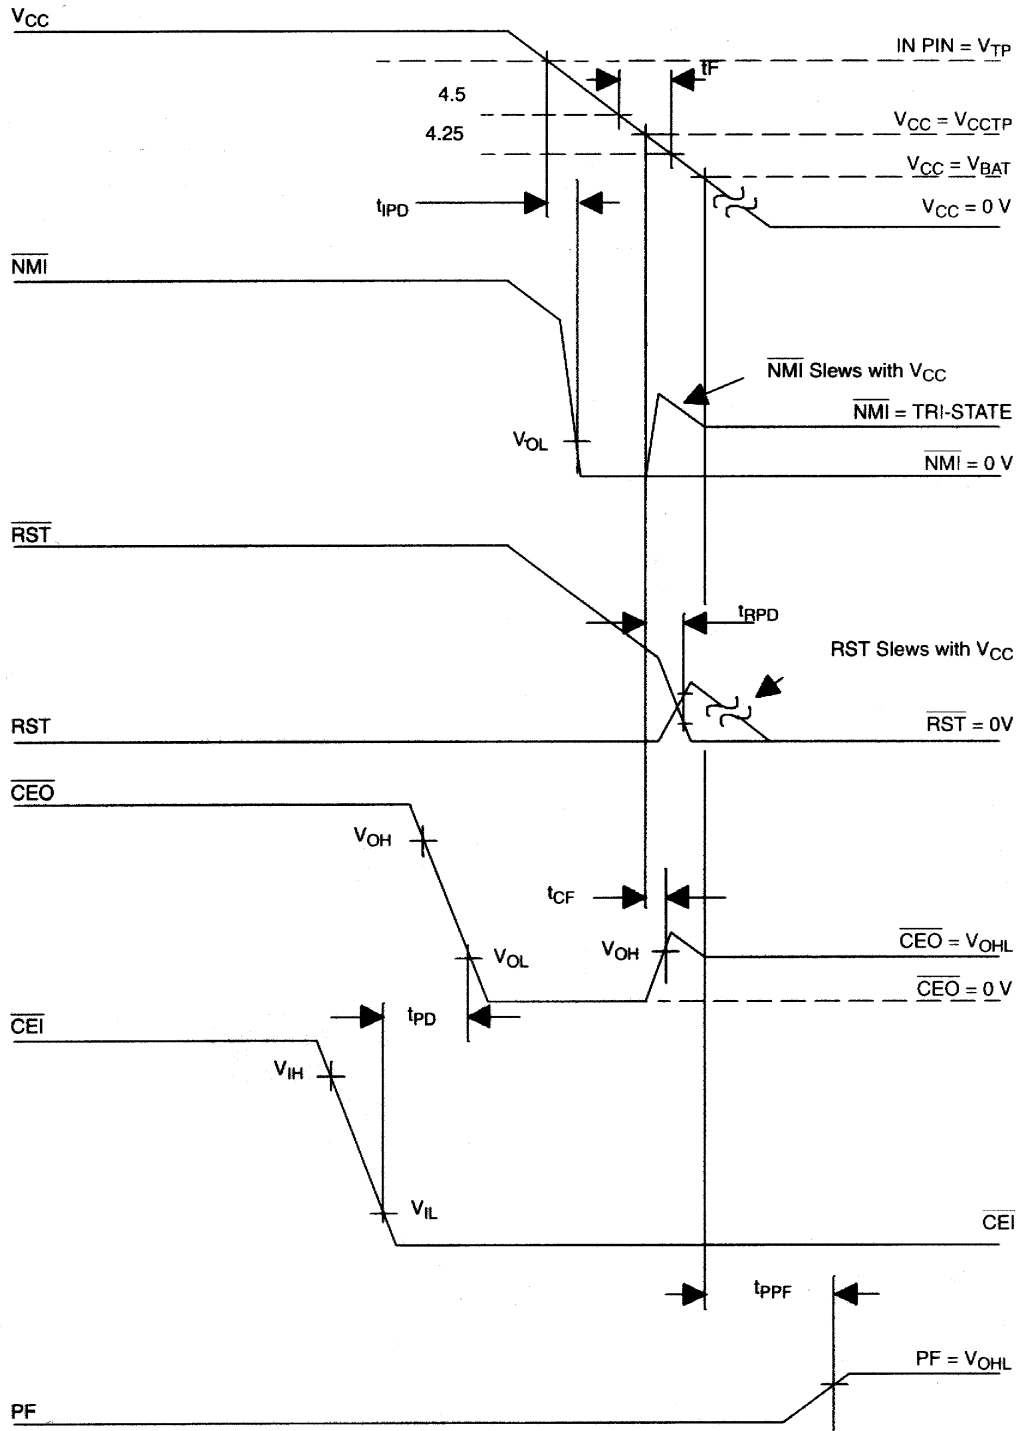 VCC
IN PIN = VTP
tF
4.5
VCC = VCCTP
4.25
VCC = VBAT
tIPD
VCC = 0 V
NMI
NMI Slews with VCC
NMI = TRI-STATE
VOL
NMI = 0 V
RST
tRPD
RST Slews with VCC
RST
RST = 0V
CEO
VOH
tCF
CEO = VOHL
VOH
VOL
CEO = 0 V
tPD
CEI
VIH
VIL
CEI
tPPF
PF = VOHL
PF